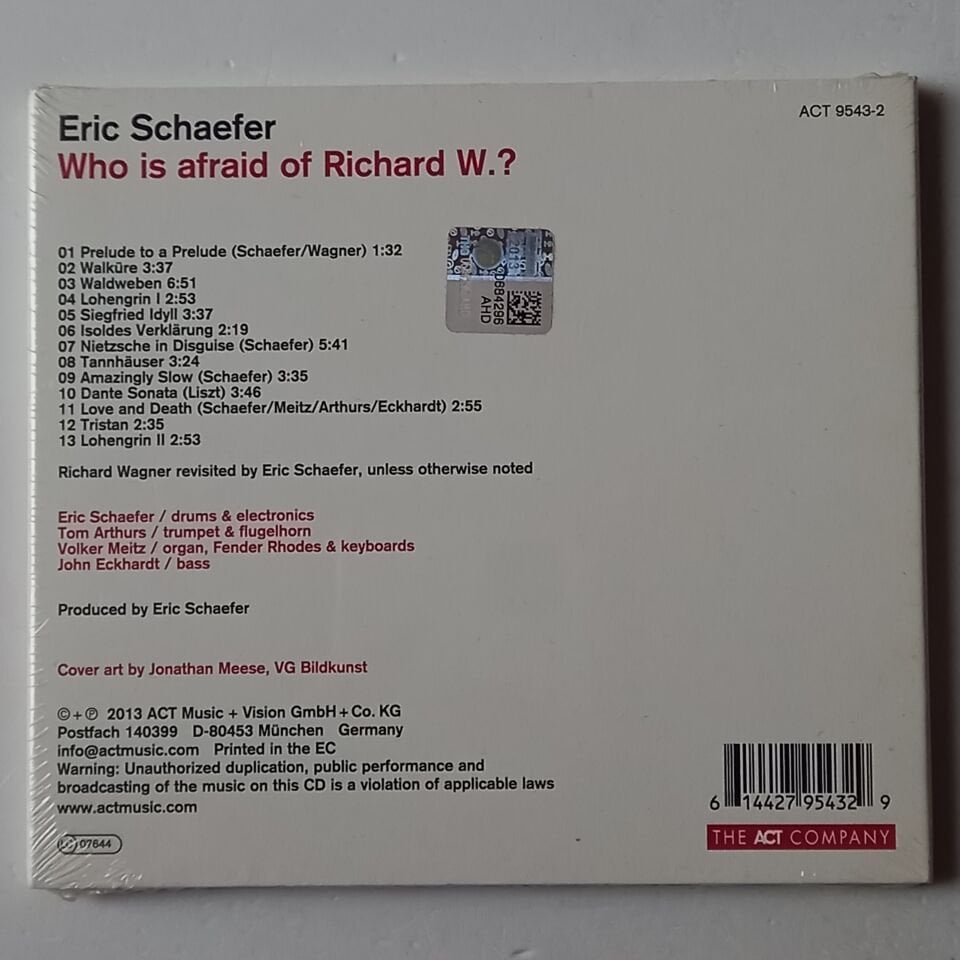 ACT 9543-2
Eric Schaefer
Who is afraid of Richard W.?
01 Prelude to a Prelude (Schaefer/Wagner) 1:32
02 Walküre 3:37
03 Waldweben 6:51
04 Lohengrin I 2:53
05 Siegfried Idyll 3:37
06 Isoldes Verklärung 2:19
07 Nietzsche in Disguise (Schaefer) 5:41
08 Tannhäuser 3:24
09 Amazingly Slow (Schaefer) 3:35
10 Dante Sonata (Liszt) 3:46
11 Love and Death (Schaefer/Meitz/Arthurs/Eckhardt) 2:55
12 Tristan 2:35
13 Lohengrin II 2:53
Richard Wagner revisited by Eric Schaefer, unless otherwise noted
Eric Schaefer / drums & electronics
Tom Arthurs / trumpet & flugelhorn
Volker Meitz / organ, Fender Rhodes & keyboards
John Eckhardt / bass
Produced by Eric Schaefer
Cover art by Jonathan Meese, VG Bildkunst
©+℗ 2013 ACT Music + Vision GmbH + Co. KG
Postfach 140399 D-80453 München Germany
info@actmusic.com Printed in the EC
Warning: Unauthorized duplication, public performance and
broadcasting of the music on this CD is a violation of applicable laws
www.actmusic.com
LC 07644
2013
0684296
AHD
6 14427 95432 9
THE ACT COMPANY